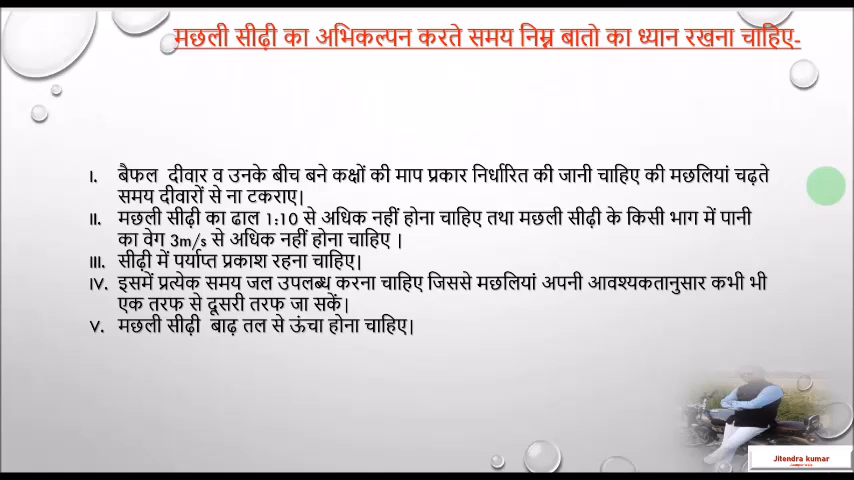 मछली सीढ़ी का अभिकल्पन करते समय निम्न बातो का ध्यान रखना चाहिए-
I. बैफल दीवार व उनके बीच बने कक्षों की माप प्रकार निर्धारित की जानी चाहिए की मछलियां चढ़ते
समय दीवारों से ना टकराए।
II. मछली सीढ़ी का ढाल 1:10 से अधिक नहीं होना चाहिए तथा मछली सीढ़ी के किसी भाग में पानी
का वेग 3m/s से अधिक नहीं होना चाहिए ।
III. सीढ़ी में पर्याप्त प्रकाश रहना चाहिए।
IV. इसमें प्रत्येक समय जल उपलब्ध करना चाहिए जिससे मछलियां अपनी आवश्यकतानुसार कभी भी
एक तरफ से दूसरी तरफ जा सकें।
V. मछली सीढ़ी बाढ़ तल से ऊंचा होना चाहिए।
Jitendra kumar